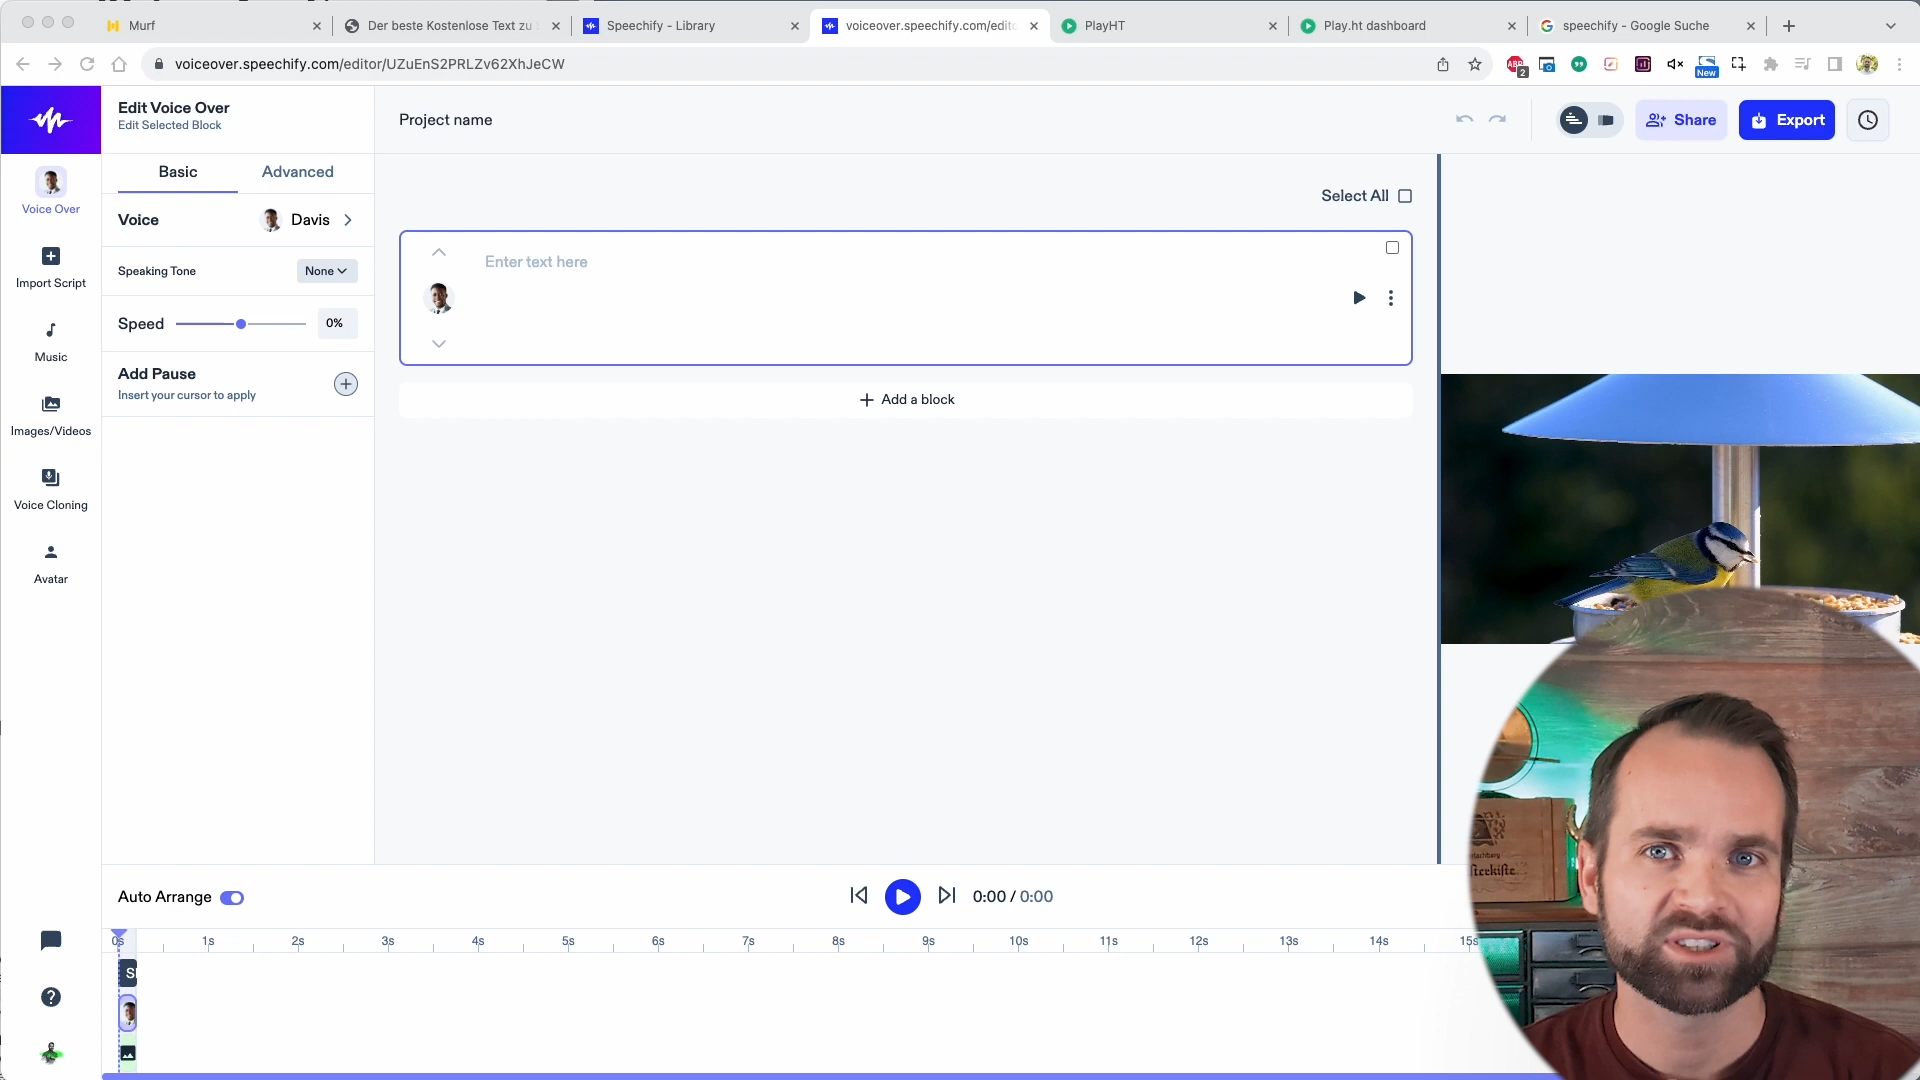 Murf
Der beste Kostenlose Text zu
Speechify - Library
voiceover.speechify.com/edito
PlayHT
Play.ht dashboard
speechify - Google Suche
voiceover.speechify.com/editor/UZuEnS2PRLZv62XhJeCW
ABP
2
New
Edit Voice Over
Edit Selected Block
Project name
Share
Export
Basic
Advanced
Voice Over
Voice
Davis
Select All
Import Script
Speaking Tone
None
Enter text here
Speed
0%
Music
Add Pause
Insert your cursor to apply
Add a block
Images/Videos
Voice Cloning
Avatar
Auto Arrange
0:00 / 0:00
0s 1s 2s 3s 4s 5s 6s 7s 8s 9s 10s 11s 12s 13s 14s 15s